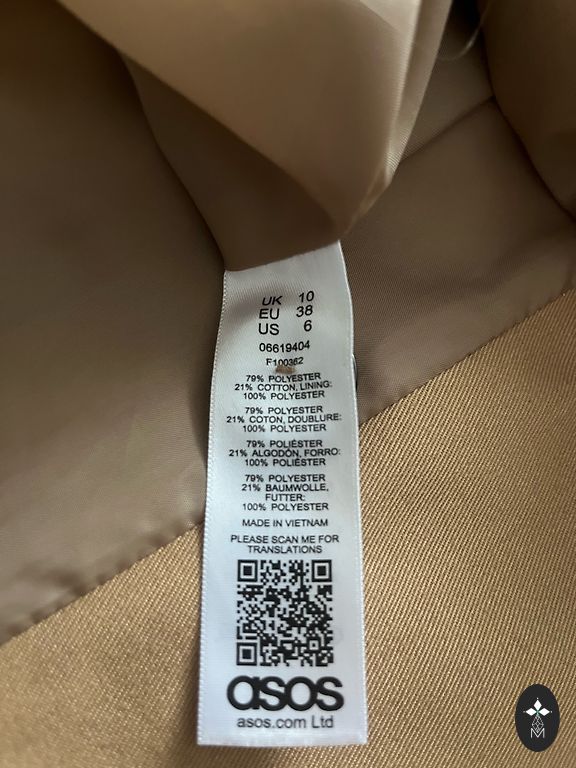 UK 10
EU 38
US 6
06619404
F100362
79% POLYESTER
21% COTTON, LINING:
100% POLYESTER
79% POLYESTER
21% COTON, DOUBLURE:
100% POLYESTER
79% POLIÉSTER
21% ALGODÓN, FORRO:
100% POLIÉSTER
79% POLYESTER
21% BAUMWOLLE,
FUTTER:
100% POLYESTER
MADE IN VIETNAM
PLEASE SCAN ME FOR
TRANSLATIONS
asos
asos.com Ltd
M